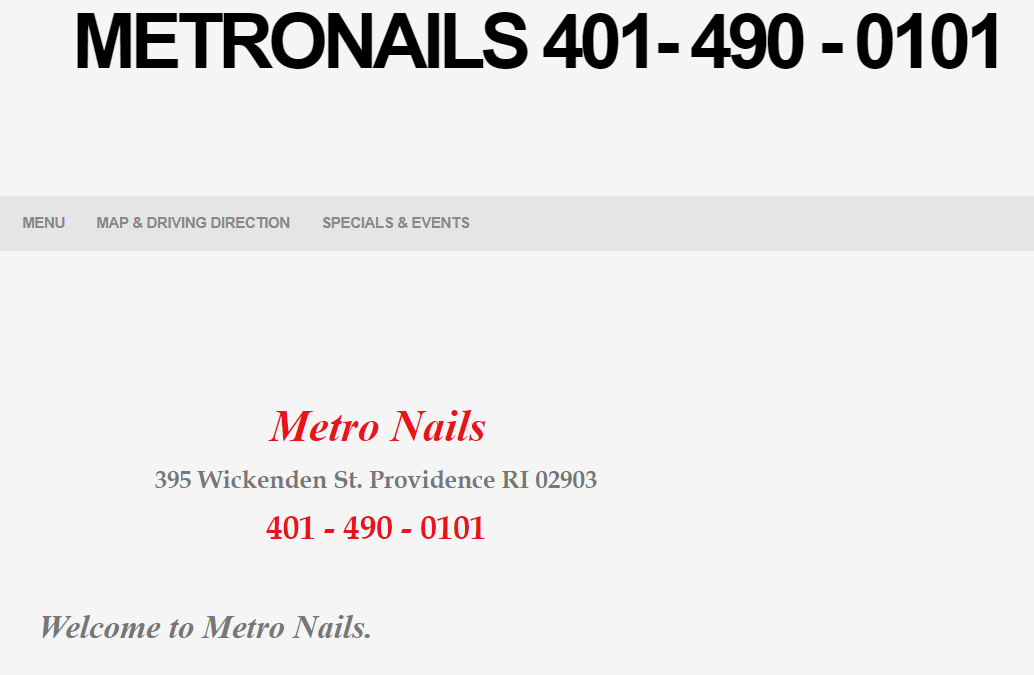 METRONAILS 401- 490 - 0101
MENU MAP & DRIVING DIRECTION SPECIALS & EVENTS
Metro Nails
395 Wickenden St. Providence RI 02903
401 - 490 - 0101
Welcome to Metro Nails.